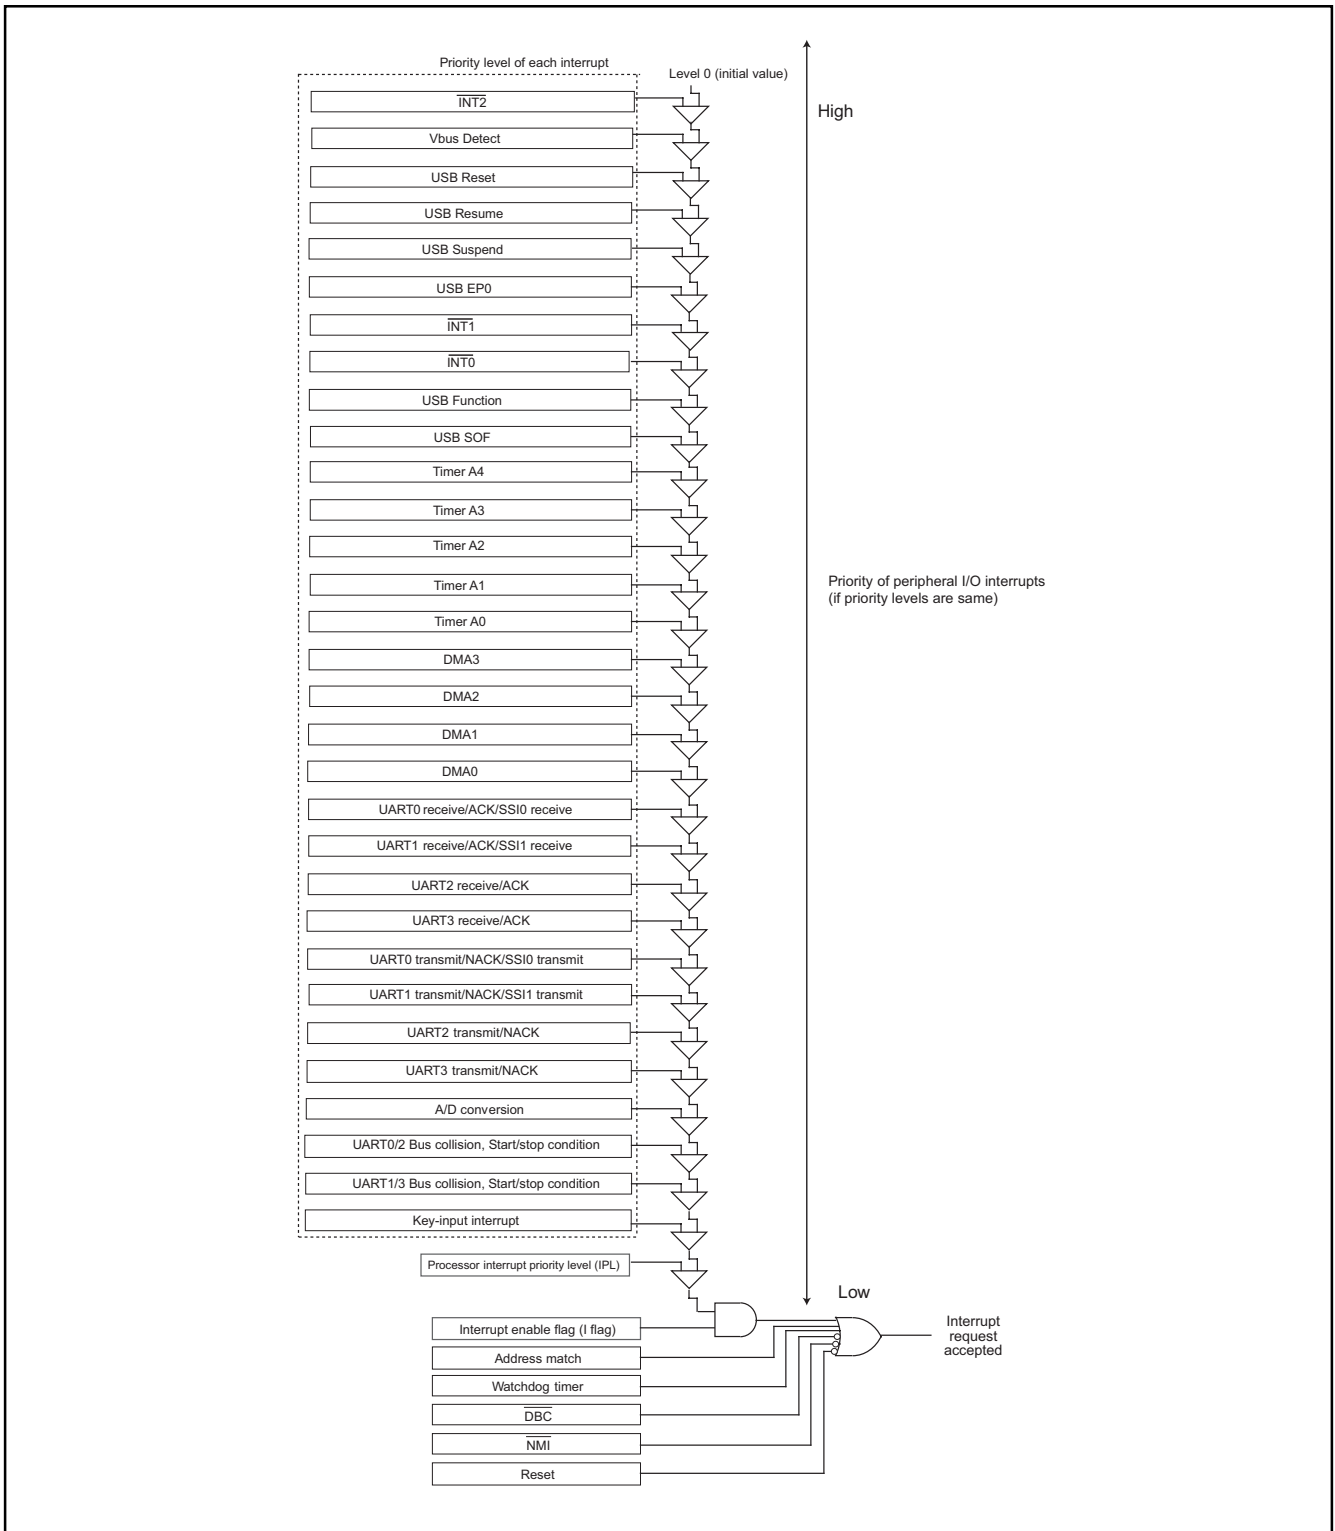 Priority level of each interrupt
Level 0 (initial value)
High
INT2
Vbus Detect
USB Reset
USB Resume
USB Suspend
USB EP0
INT1
INT0
USB Function
USB SOF
Timer A4
Timer A3
Timer A2
Timer A1
Timer A0
Priority of peripheral I/O interrupts
(if priority levels are same)
DMA3
DMA2
DMA1
DMA0
UART0 receive/ACK/SSI0 receive
UART1 receive/ACK/SSI1 receive
UART2 receive/ACK
UART3 receive/ACK
UART0 transmit/NACK/SSI0 transmit
UART1 transmit/NACK/SSI1 transmit
UART2 transmit/NACK
UART3 transmit/NACK
A/D conversion
UART0/2 Bus collision, Start/stop condition
UART1/3 Bus collision, Start/stop condition
Key-input interrupt
Processor interrupt priority level (IPL)
Low
Interrupt enable flag (I flag)
Address match
Watchdog timer
DBC
NMI
Reset
Interrupt
request
accepted